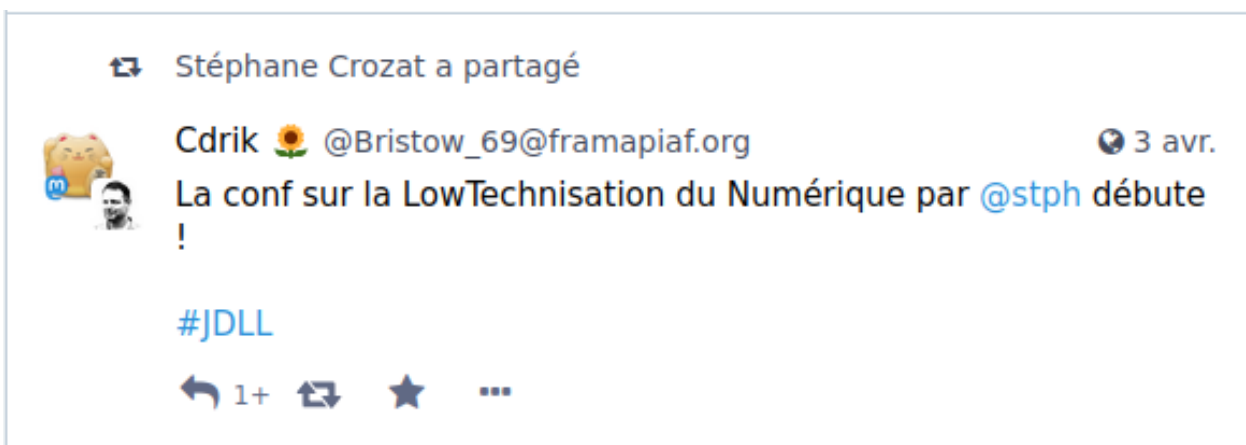 Stéphane Crozat a partagé
Cdrik 🌻 @Bristow_69@framapiaf.org 3 avr.
La conf sur la LowTechnisation du Numérique par @stph débute
!
#JDLL
1+